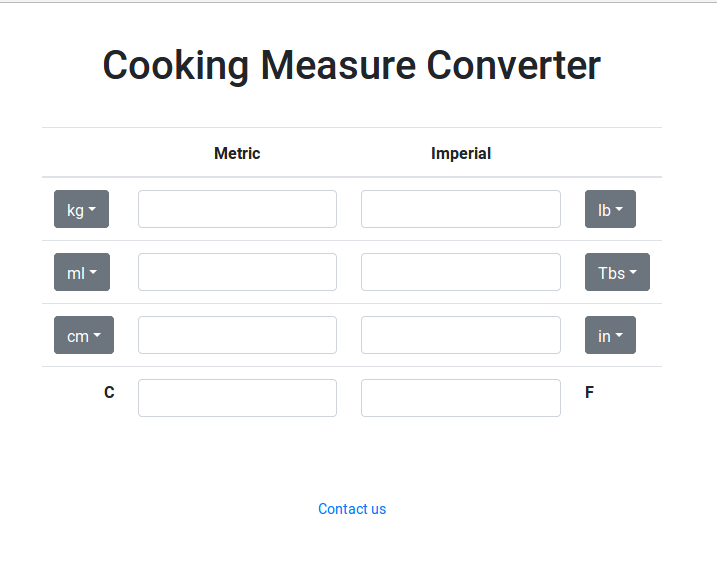 Cooking Measure Converter
Metric Imperial
kg lb
ml Tbs
cm in
C F
Contact us